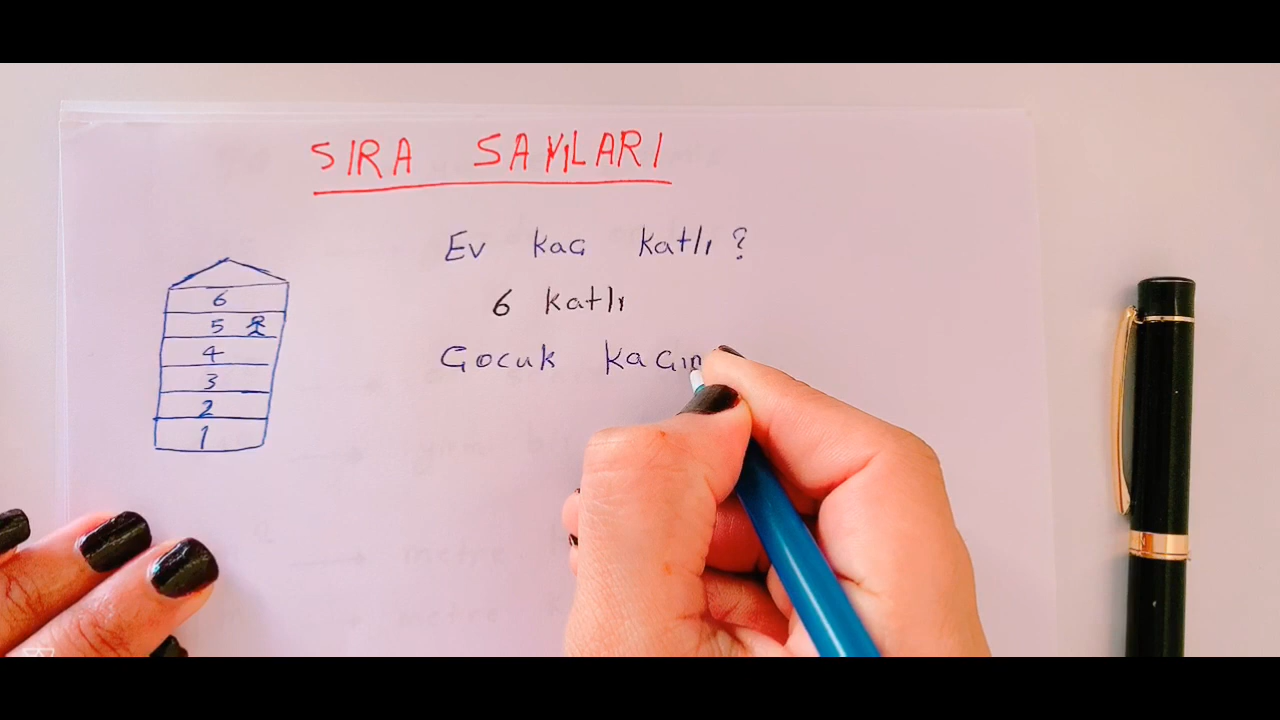 SIRA SAYILARI
Ev kaç katlı?
6 katlı
Çocuk kaçın
6
5
4
3
2
1